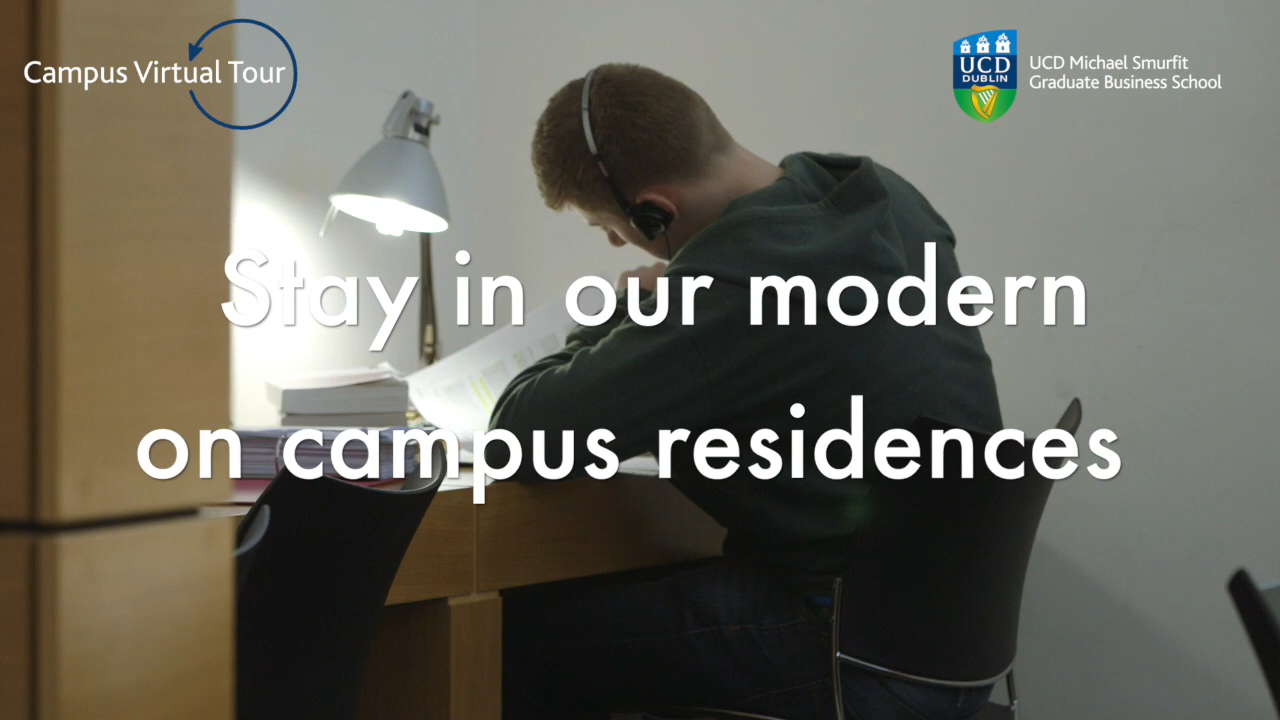 Campus Virtual Tour
UCD
DUBLIN
UCD Michael Smurfit
Graduate Business School
Stay in our modern
on campus residences